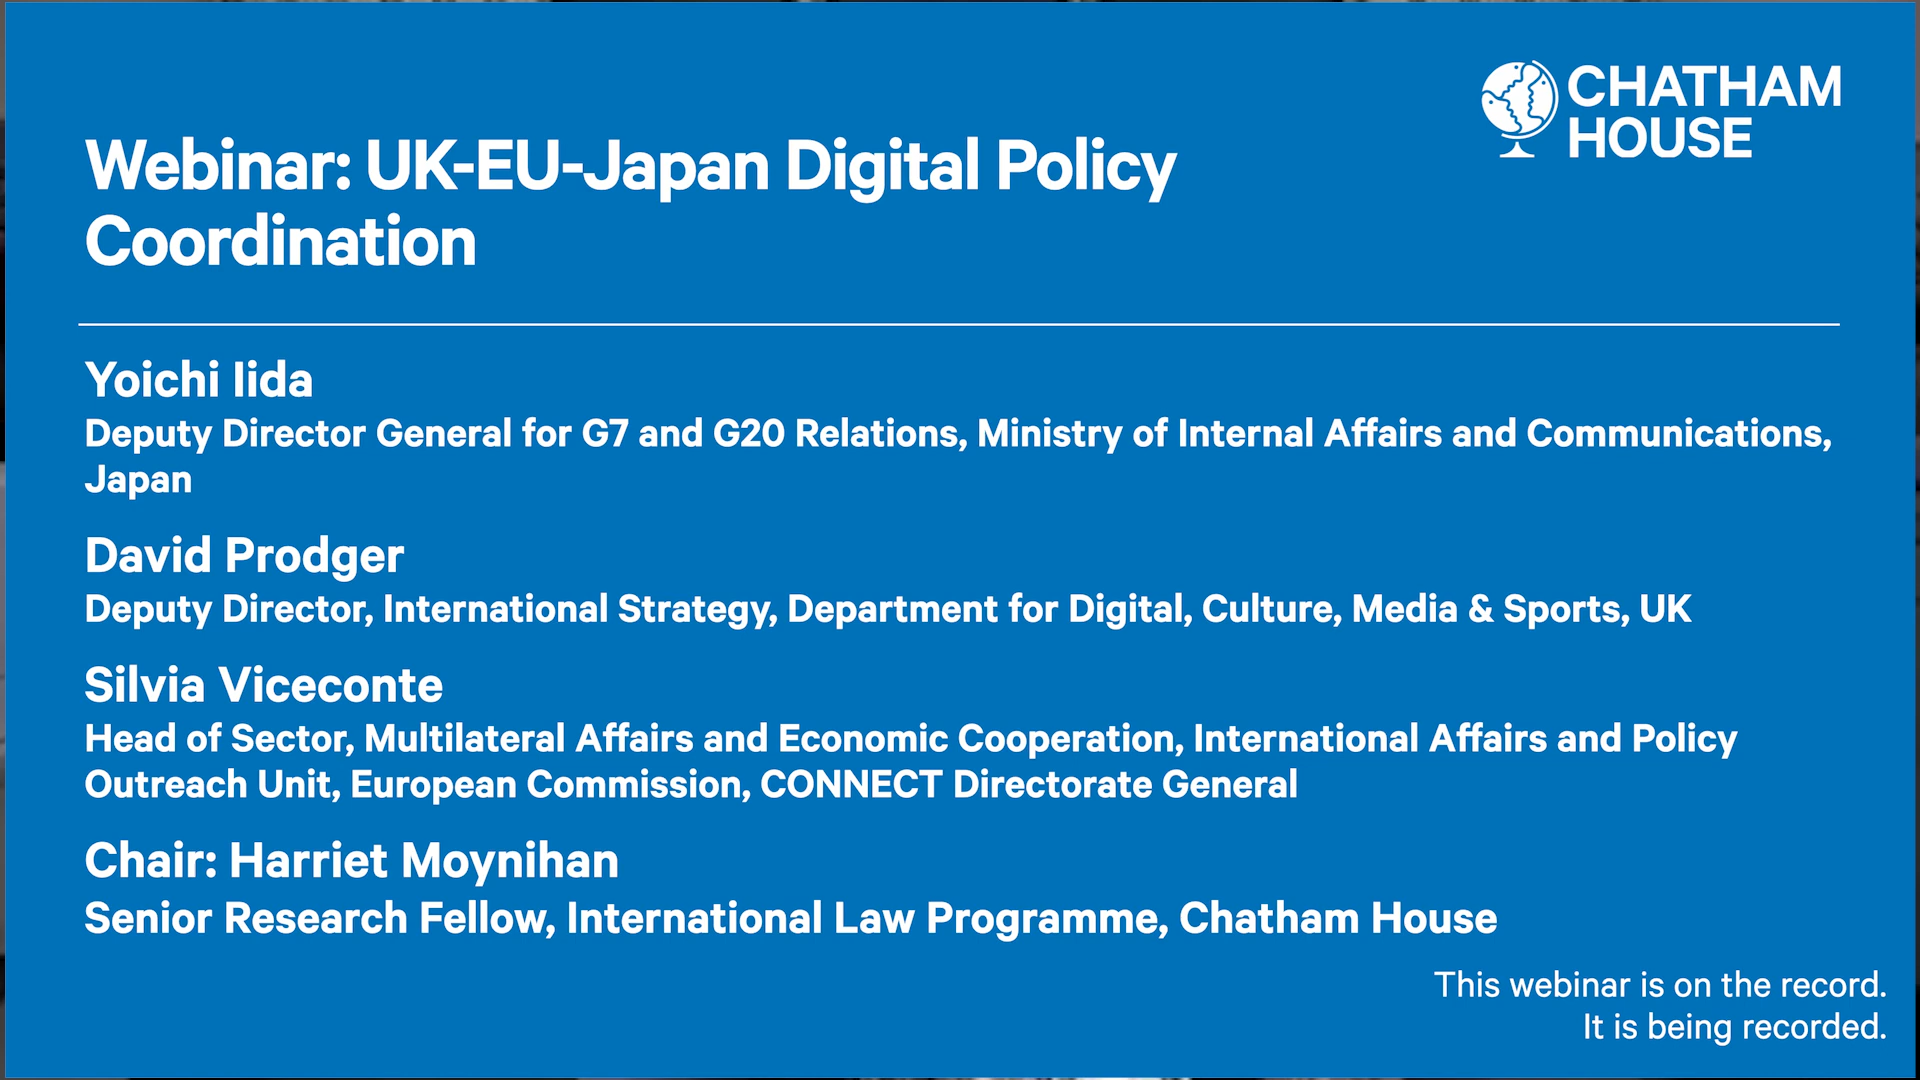 CHATHAM
HOUSE
Webinar: UK-EU-Japan Digital Policy
Coordination
Yoichi Iida
Deputy Director General for G7 and G20 Relations, Ministry of Internal Affairs and Communications,
Japan
David Prodger
Deputy Director, International Strategy, Department for Digital, Culture, Media & Sports, UK
Silvia Viceconte
Head of Sector, Multilateral Affairs and Economic Cooperation, International Affairs and Policy
Outreach Unit, European Commission, CONNECT Directorate General
Chair: Harriet Moynihan
Senior Research Fellow, International Law Programme, Chatham House
This webinar is on the record.
It is being recorded.